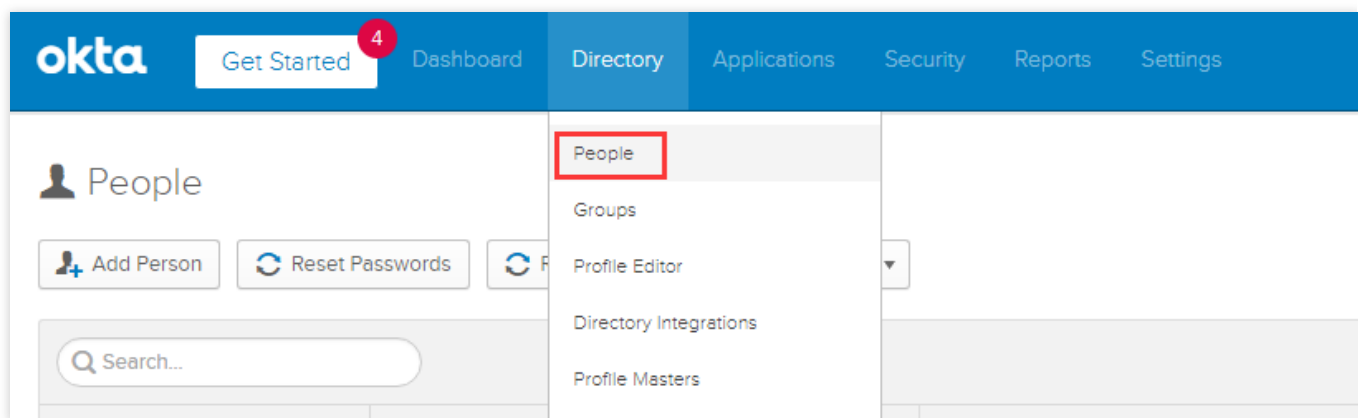 okta Get Started 4 Dashboard Directory Applications Security Reports Settings
People
People
Groups
Add Person Reset Passwords
Profile Editor
Directory Integrations
Search...
Profile Masters